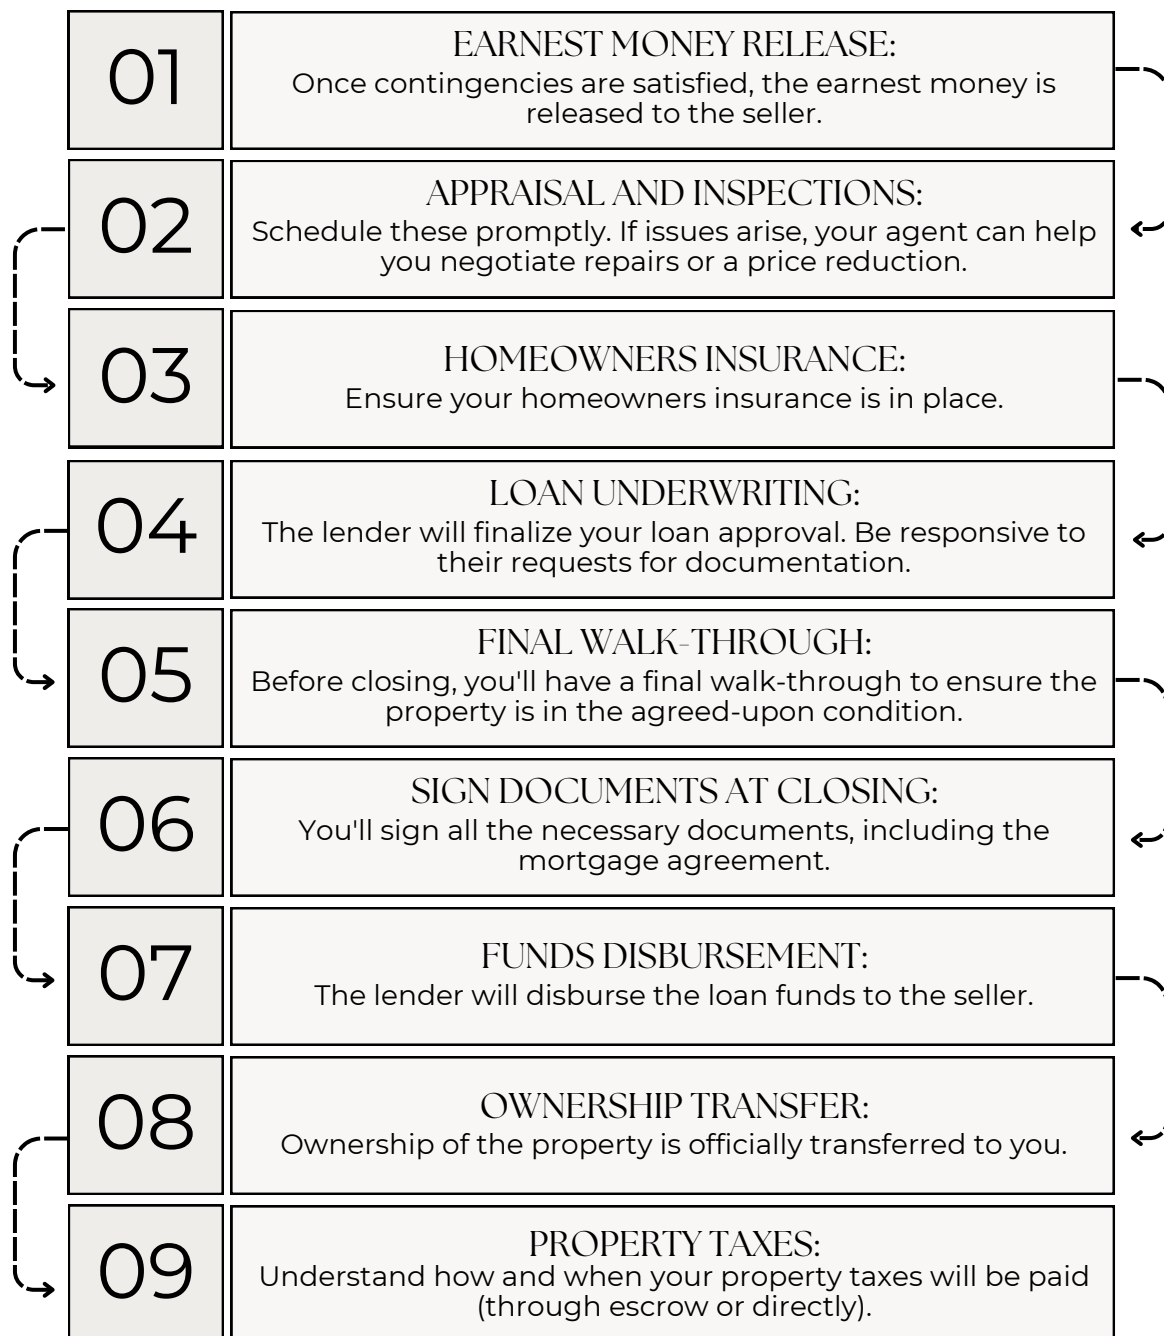 01
EARNEST MONEY RELEASE:
Once contingencies are satisfied, the earnest money is
released to the seller.
02
APPRAISAL AND INSPECTIONS:
Schedule these promptly. If issues arise, your agent can help
you negotiate repairs or a price reduction.
03
HOMEOWNERS INSURANCE:
Ensure your homeowners insurance is in place.
04
LOAN UNDERWRITING:
The lender will finalize your loan approval. Be responsive to
their requests for documentation.
05
FINAL WALK-THROUGH:
Before closing, you'll have a final walk-through to ensure the
property is in the agreed-upon condition.
06
SIGN DOCUMENTS AT CLOSING:
You'll sign all the necessary documents, including the
mortgage agreement.
07
FUNDS DISBURSEMENT:
The lender will disburse the loan funds to the seller.
08
OWNERSHIP TRANSFER:
Ownership of the property is officially transferred to you.
09
PROPERTY TAXES:
Understand how and when your property taxes will be paid
(through escrow or directly).